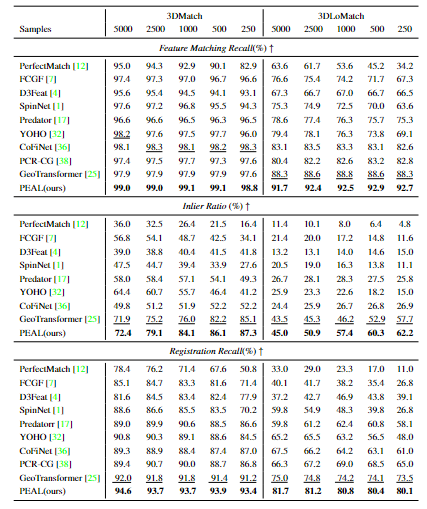 3DMatch 3DLoMatch
Samples 5000 2500 1000 500 250 5000 2500 1000 500 250
Feature Matching Recall(%) ↑
PerfectMatch [12] 95.0 94.3 92.9 90.1 82.9 63.6 61.7 53.6 45.2 34.2
FCGF [7] 97.4 97.3 97.0 96.7 96.6 76.6 75.4 74.2 71.7 67.3
D3Feat [4] 95.6 95.4 94.5 94.1 93.1 67.3 66.7 67.0 66.7 66.5
SpinNet [1] 97.6 97.2 96.8 95.5 94.3 75.3 74.9 72.5 70.0 63.6
Predator [17] 96.6 96.6 96.5 96.3 96.5 78.6 77.4 76.3 75.7 75.3
YOHO [32] 98.2 97.6 97.5 97.7 96.0 79.4 78.1 76.3 73.8 69.1
CoFiNet [36] 98.1 98.3 98.1 98.2 98.3 83.1 83.5 83.3 83.1 82.6
PCR-CG [38] 97.4 97.5 97.7 97.3 97.6 80.4 82.2 82.6 83.2 82.8
GeoTransformer [25] 97.9 97.9 97.9 97.9 97.6 88.3 88.6 88.8 88.6 88.3
PEAL(ours) 99.0 99.0 99.1 99.1 98.8 91.7 92.4 92.5 92.9 92.7
Inlier Ratio (%) ↑
PerfectMatch [12] 36.0 32.5 26.4 21.5 16.4 11.4 10.1 8.0 6.4 4.8
FCGF [7] 56.8 54.1 48.7 42.5 34.1 21.4 20.0 17.2 14.8 11.6
D3Feat [4] 39.0 38.8 40.4 41.5 41.8 13.2 13.1 14.0 14.6 15.0
SpinNet [1] 47.5 44.7 39.4 33.9 27.6 20.5 19.0 16.3 13.8 11.1
Predator [17] 58.0 58.4 57.1 54.1 49.3 26.7 28.1 28.3 27.5 25.8
YOHO [32] 64.4 60.7 55.7 46.4 41.2 25.9 23.3 22.6 18.2 15.0
CoFiNet [36] 49.8 51.2 51.9 52.2 52.2 24.4 25.9 26.7 26.8 26.9
GeoTransformer [25] 71.9 75.2 76.0 82.2 85.1 43.5 45.3 46.2 52.9 57.7
PEAL(ours) 72.4 79.1 84.1 86.1 87.3 45.0 50.9 57.4 60.3 62.2
Registration Recall(%) ↑
PerfectMatch [12] 78.4 76.2 71.4 67.6 50.8 33.0 29.0 23.3 17.0 11.0
FCGF [7] 85.1 84.7 83.3 81.6 71.4 40.1 41.7 38.2 35.4 26.8
D3Feat [4] 81.6 84.5 83.4 82.4 77.9 37.2 42.7 46.9 43.8 39.1
SpinNet [1] 88.6 86.6 85.5 83.5 70.2 59.8 54.9 48.3 39.8 26.8
Predatorr [17] 89.0 89.9 90.6 88.5 86.6 59.8 61.2 62.4 60.8 58.1
YOHO [32] 90.8 90.3 89.1 88.6 84.5 65.2 65.5 63.2 56.5 48.0
CoFiNet [36] 89.3 88.9 88.4 87.4 87.0 67.5 66.2 64.2 63.1 61.0
PCR-CG [38] 89.4 90.7 90.0 88.7 86.8 66.3 67.2 69.0 68.5 65.0
GeoTransformer [25] 92.0 91.8 91.8 91.4 91.2 75.0 74.8 74.2 74.1 73.5
PEAL(ours) 94.6 93.7 93.7 93.9 93.4 81.7 81.2 80.8 80.4 80.1